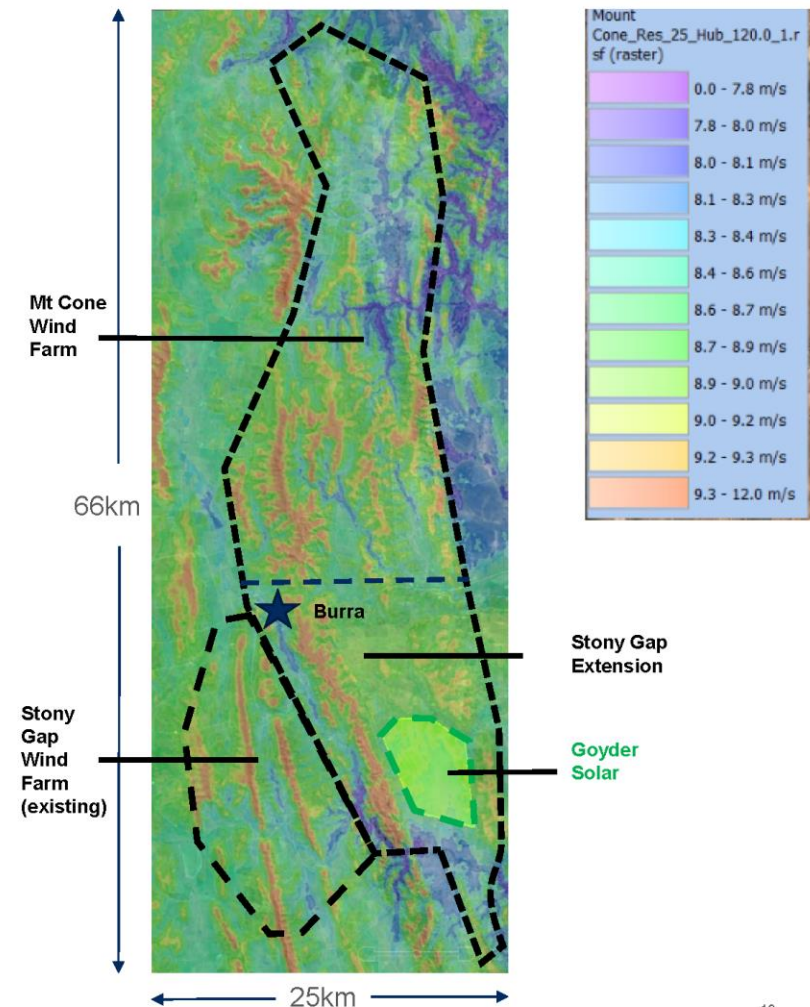 Mount
Cone_Res_25_Hub_120.0_1.r
sf (raster)
0.0 - 7.8 m/s
7.8 - 8.0 m/s
8.0 - 8.1 m/s
8.1 - 8.3 m/s
8.3 - 8.4 m/s
8.4 - 8.6 m/s
8.6 - 8.7 m/s
8.7 - 8.9 m/s
8.9 - 9.0 m/s
9.0 - 9.2 m/s
9.2 - 9.3 m/s
9.3 - 12.0 m/s
Mt Cone
Wind
Farm
66km
Burra
Stony Gap
Extension
Stony
Gap
Wind
Farm
(existing)
Goyder
Solar
25km